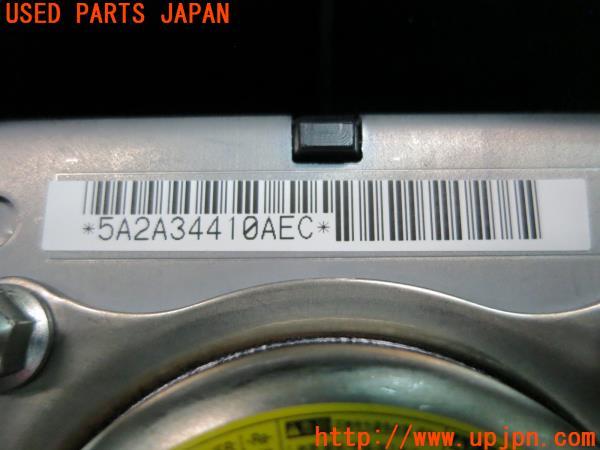 USED PARTS JAPAN
*5A2A34410AEC*
http://www.upjpn.com